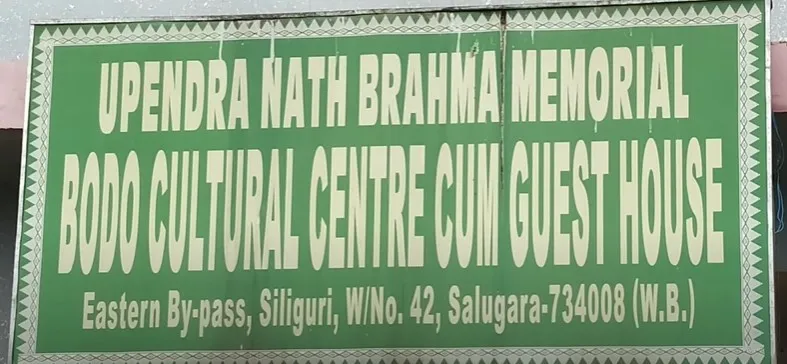 UPENDRA NATH BRAHMA MEMORIAL
BODO CULTURAL CENTRE CUM GUEST HOUSE
Eastern By-pass, Siliguri, W/No. 42, Salugara-734008 (W.B.)